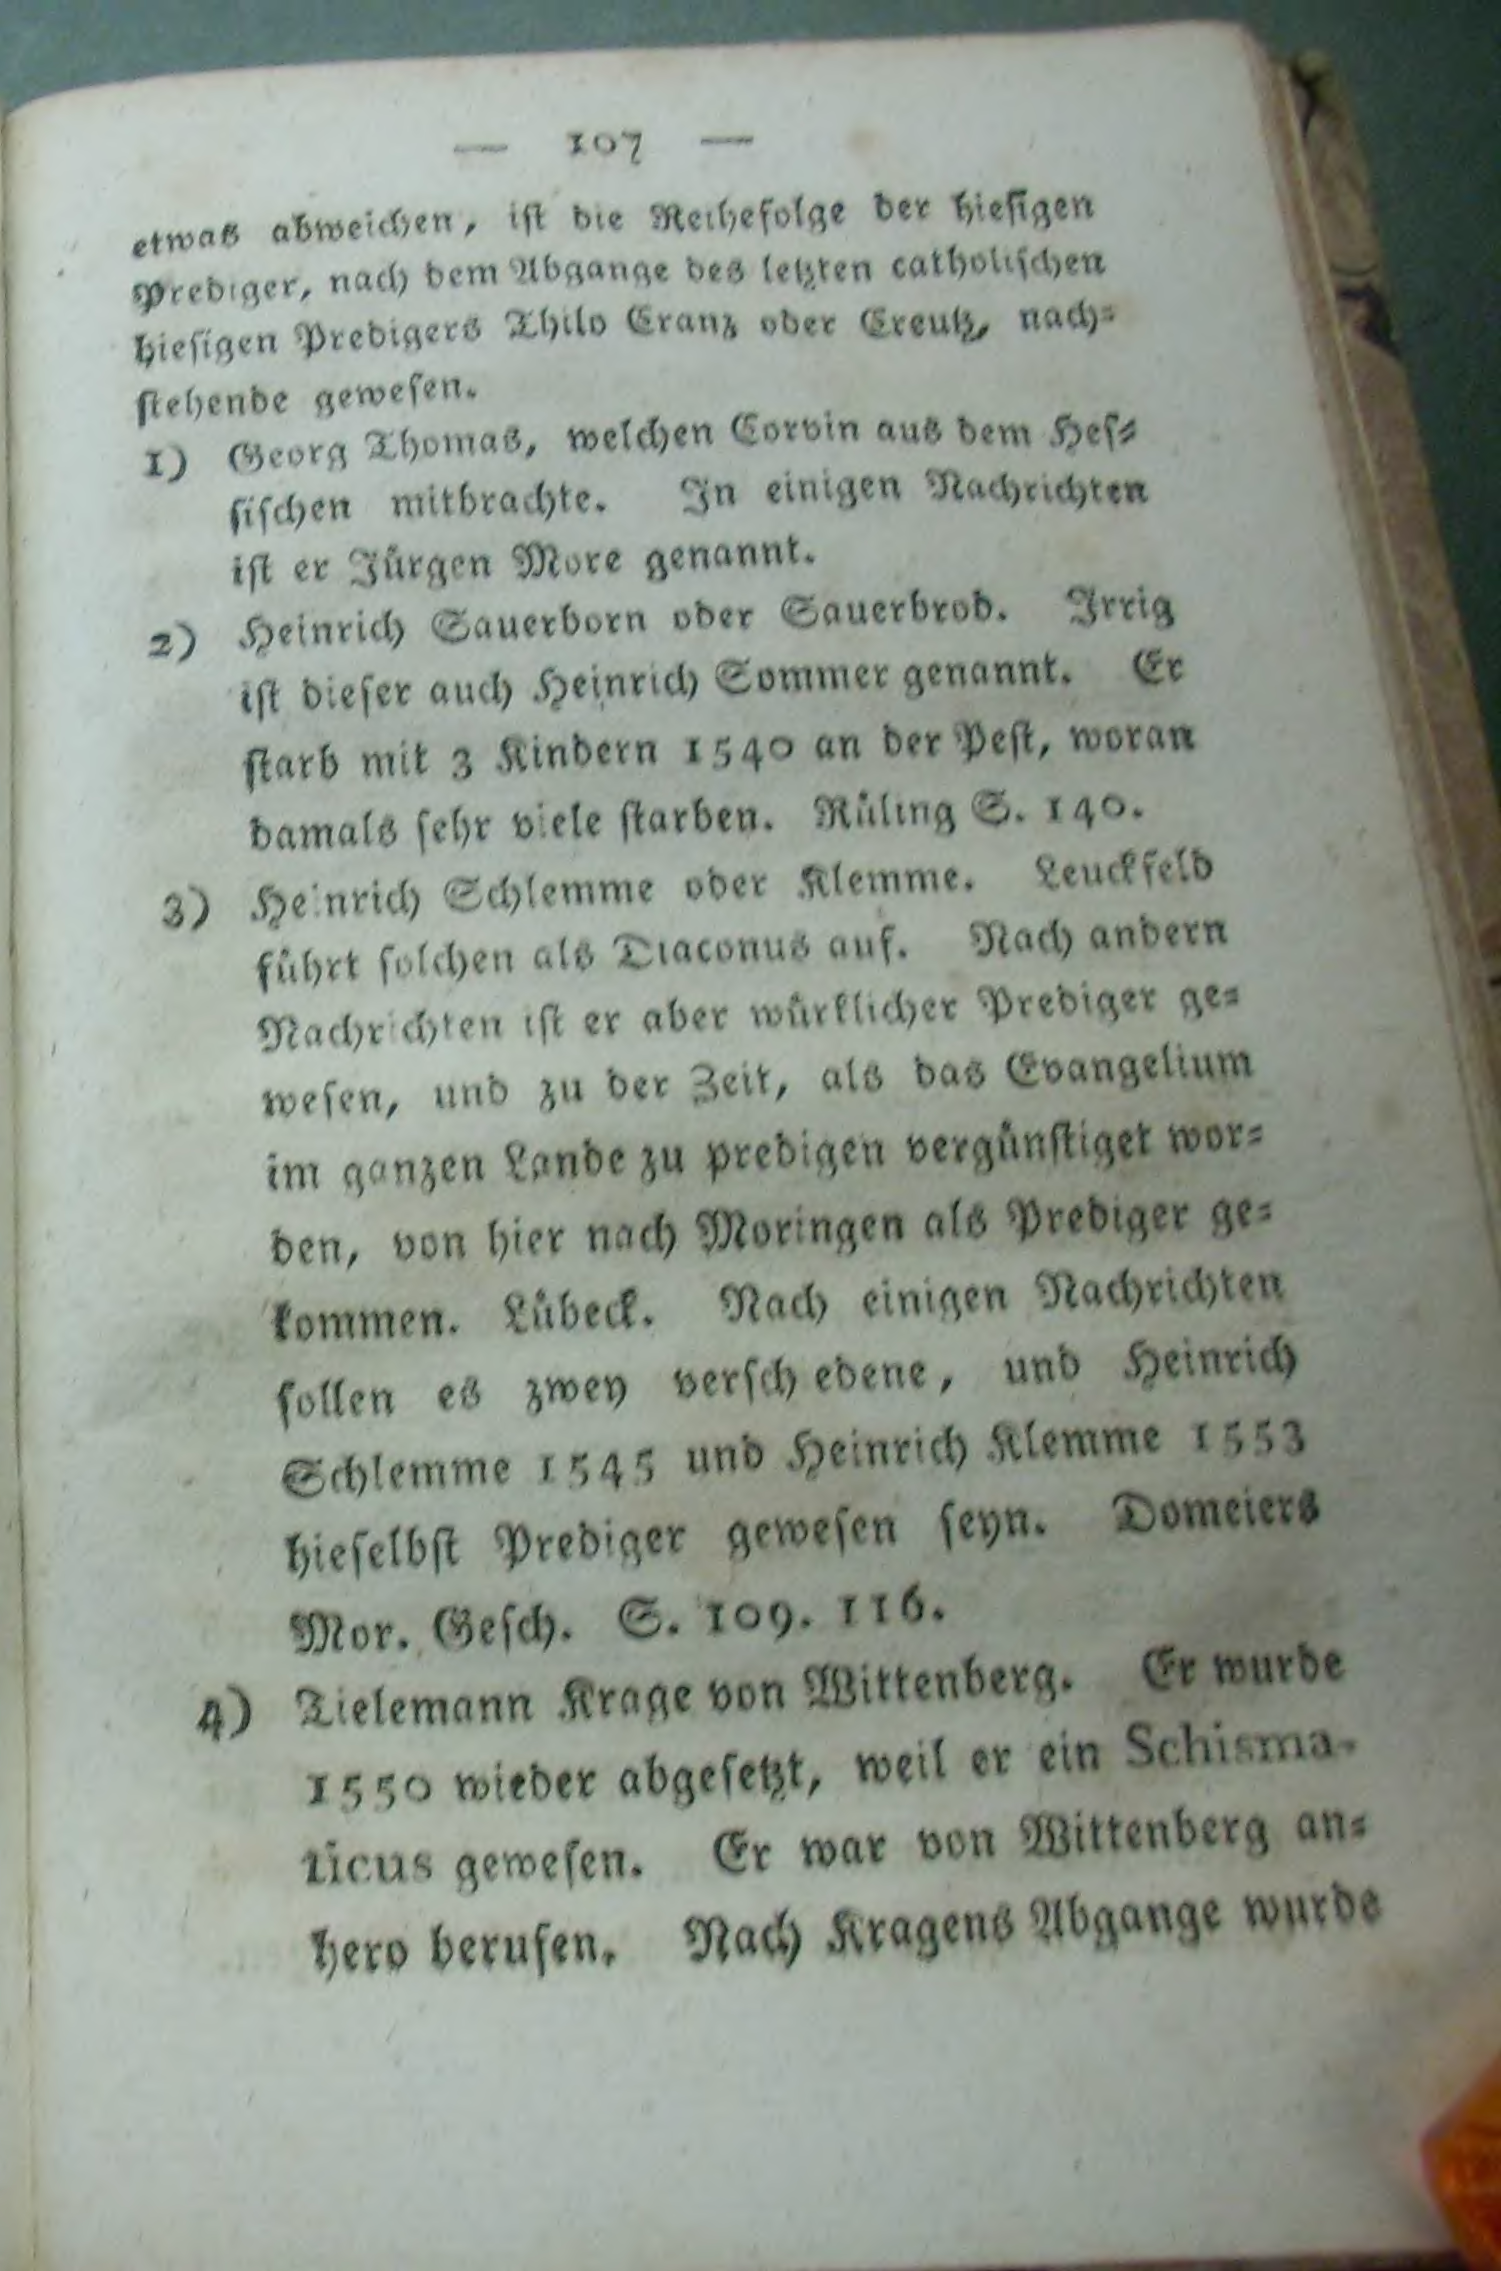 — 107 —
etwas abweichen, iſt die Reihefolge der hieſigen
Prediger, nach dem Abgange des letzten catholiſchen
hieſigen Predigers Thilo Cranz oder Creutz, nach-
ſtehende geweſen.
1) Georg Thomas, welchen Corvin aus dem Heſ-
ſiſchen mitbrachte. In einigen Nachrichten
iſt er Jürgen More genannt.
2) Heinrich Sauerborn oder Sauerbrod. Irrig
iſt dieſer auch Heinrich Sommer genannt. Er
ſtarb mit 3 Kindern 1540 an der Peſt, woran
damals ſehr viele ſtarben. Rüling S. 140.
3) Heinrich Schlemme oder Klemme. Leuckfeld
führt ſolchen als Diaconus auf. Nach andern
Nachrichten iſt er aber würklicher Prediger ge-
weſen, und zu der Zeit, als das Evangelium
im ganzen Lande zu predigen vergünſtiget wor-
den, von hier nach Moringen als Prediger ge-
kommen. Lübeck. Nach einigen Nachrichten
ſollen es zwey verſch edene, und Heinrich
Schlemme 1545 und Heinrich Klemme 1553
hieſelbſt Prediger geweſen ſeyn. Domeiers
Mor. Geſch. S. 109. 116.
4) Tielemann Krage von Wittenberg. Er wurde
1550 wieder abgeſetzt, weil er ein Schisma-
ticus geweſen. Er war von Wittenberg an-
hero berufen. Nach Kragens Abgange wurde